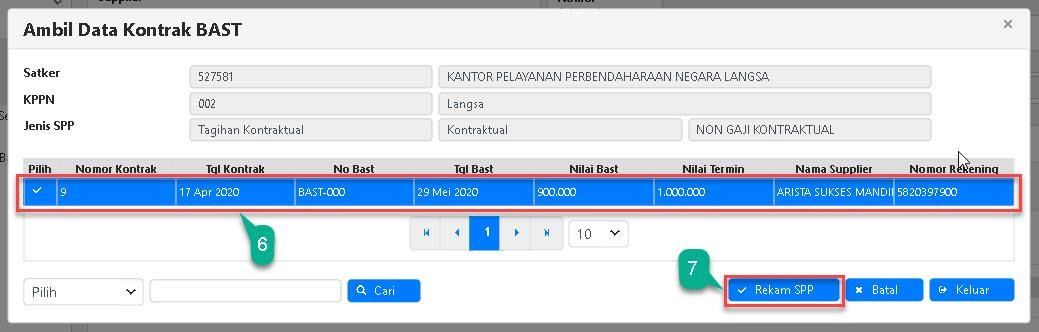 Supplier
Nomor
Ambil Data Kontrak BAST ×
Satker 527581 KANTOR PELAYANAN PERBENDAHARAAN NEGARA LANGSA
KPPN 002 Langsa
Jenis SPP Tagihan Kontraktual Kontraktual NON GAJI KONTRAKTUAL
Pilih Nomor Kontrak Tgl Kontrak No Bast Tgl Bast Nilai Bast Nilai Termin Nama Supplier Nomor Rekening
9 17 Apr 2020 BAST-000 29 Mei 2020 900.000 1.000.000 ARISTA SUKSES MANDI 5820397900
6
1 10
7
Pilih Cari Rekam SPP Batal Keluar